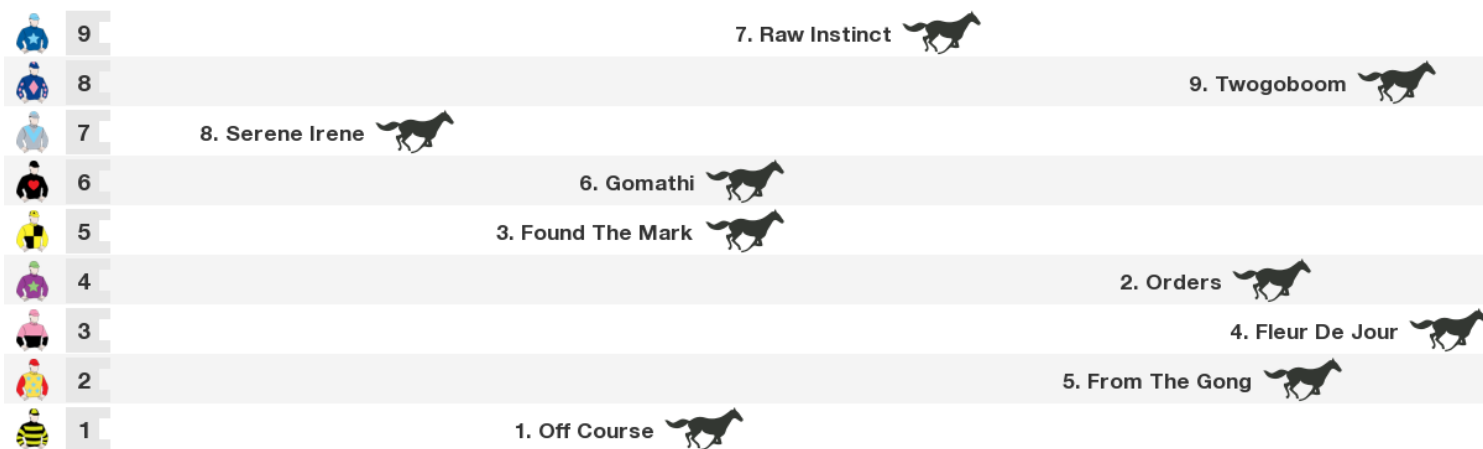 9 7. Raw Instinct
8 9. Twogoboom
7 8. Serene Irene
6 6. Gomathi
5 3. Found The Mark
4 2. Orders
3 4. Fleur De Jour
2 5. From The Gong
1 1. Off Course